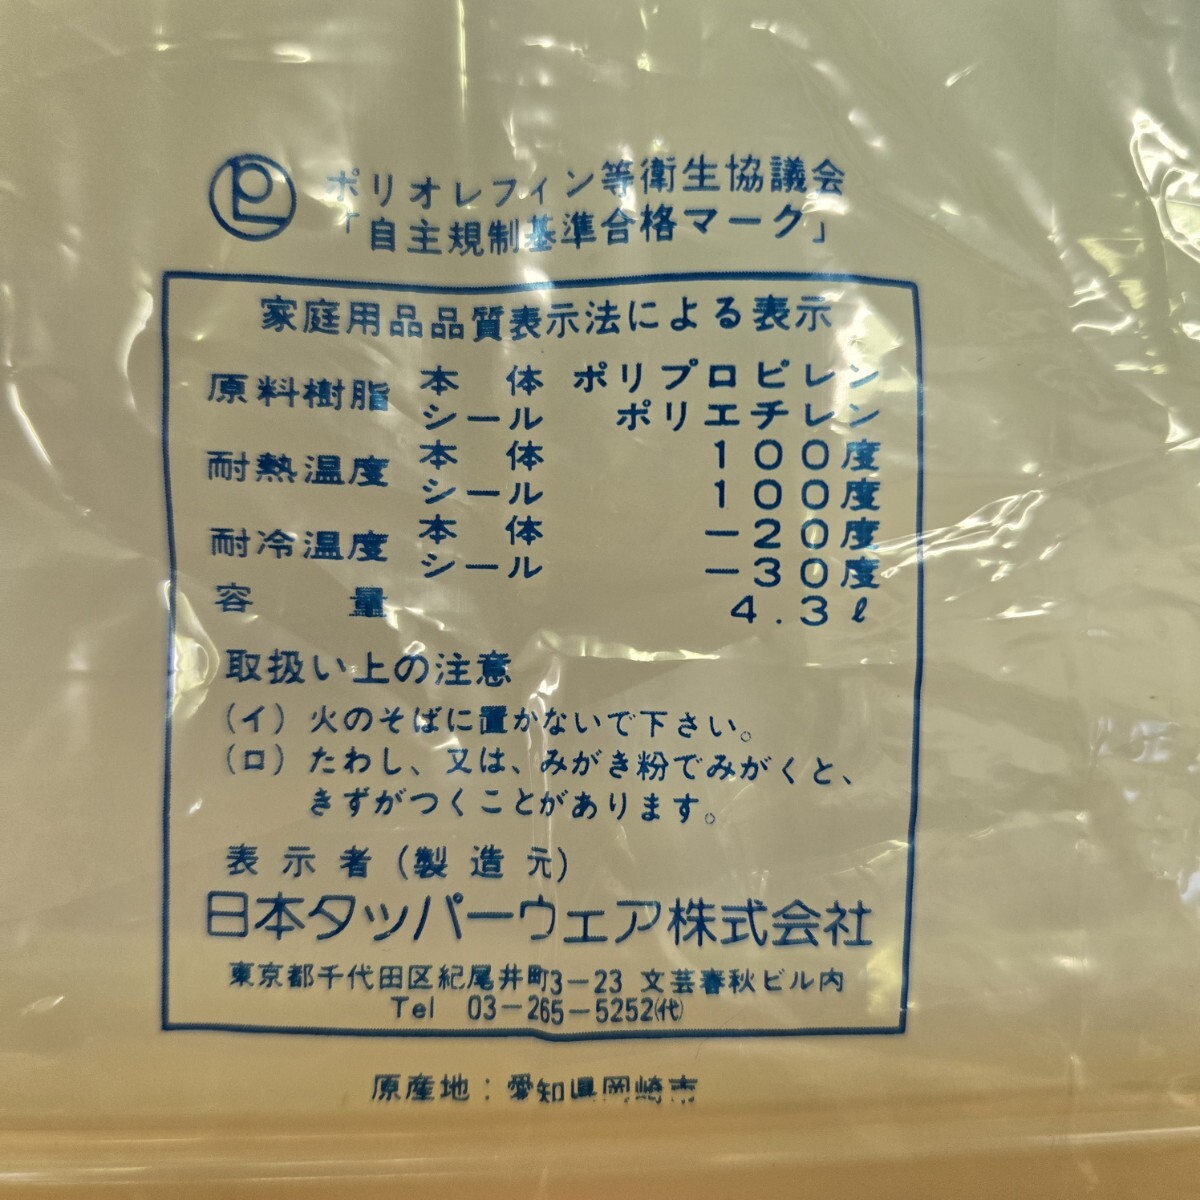 PL
ポリオレフィン等衛生協議会
「自主規制基準合格マーク」
家庭用品品質表示法による表示
原料樹脂 本体 ポリプロピレン
シール ポリエチレン
耐熱温度 本体 100度
シール 100度
耐冷温度 本体 -20度
シール -30度
容量 4.3ℓ
取扱い上の注意
(イ) 火のそばに置かないで下さい。
(ロ) たわし、又は、みがき粉でみがくと、
きずがつくことがあります。
表示者(製造元)
日本タッパーウェア株式会社
東京都千代田区紀尾井町3-23 文芸春秋ビル内
Tel 03-265-5252(代)
原産地:愛知県岡崎市